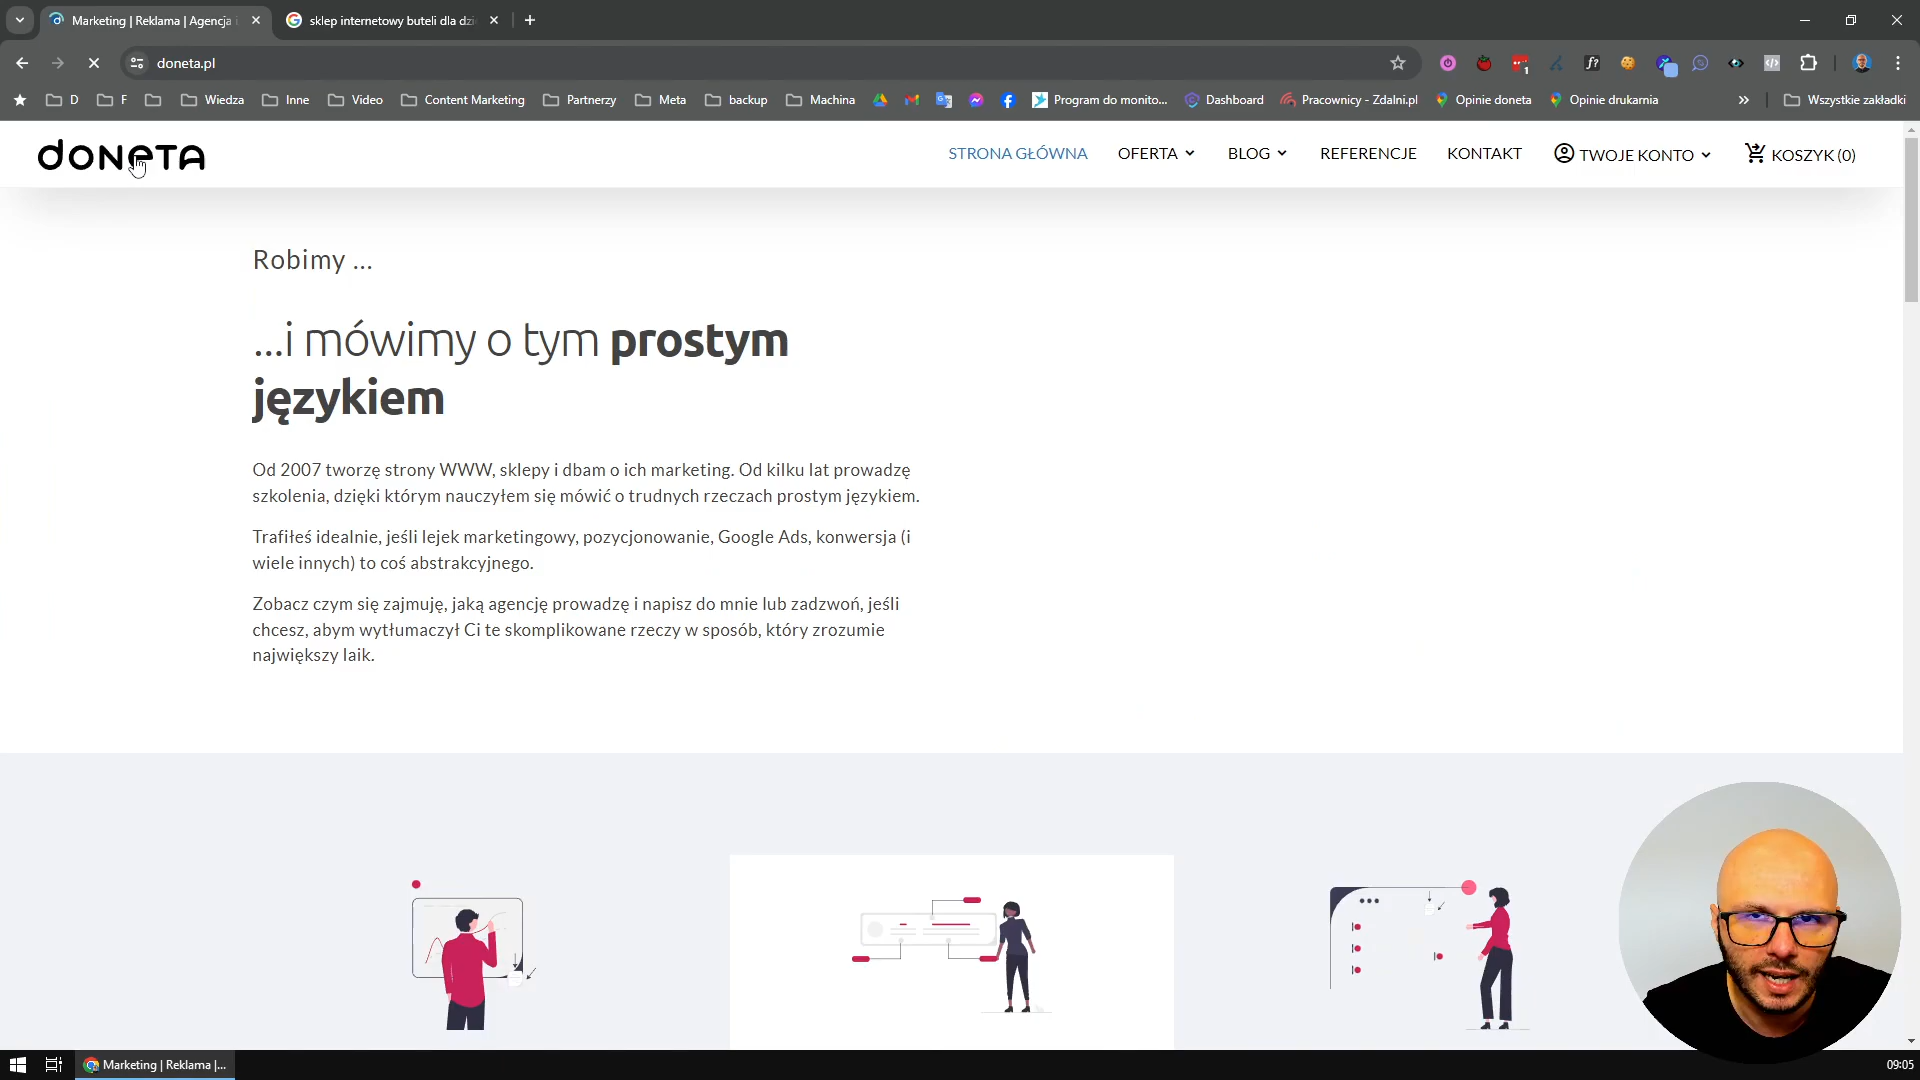 Marketing | Reklama | Agencja
sklep internetowy buteli dla dzi
doneta.pl
D
F
Wiedza
Inne
Video
Content Marketing
Partnerzy
Meta
backup
Machina
Program do monito...
Dashboard
Pracownicy - Zdalni.pl
Opinie doneta
Opinie drukarnia
Wszystkie zakładki
doneta
STRONA GŁÓWNA
OFERTA
BLOG
REFERENCJE
KONTAKT
TWOJE KONTO
KOSZYK (0)
Robimy ...
...i mówimy o tym prostym
językiem
Od 2007 tworzę strony WWW, sklepy i dbam o ich marketing. Od kilku lat prowadzę
szkolenia, dzięki którym nauczyłem się mówić o trudnych rzeczach prostym językiem.
Trafiłeś idealnie, jeśli lejek marketingowy, pozycjonowanie, Google Ads, konwersja (i
wiele innych) to coś abstrakcyjnego.
Zobacz czym się zajmuję, jaką agencję prowadzę i napisz do mnie lub zadzwoń, jeśli
chcesz, abym wytłumaczył Ci te skomplikowane rzeczy w sposób, który zrozumie
największy laik.
Marketing | Reklama |...
09:05